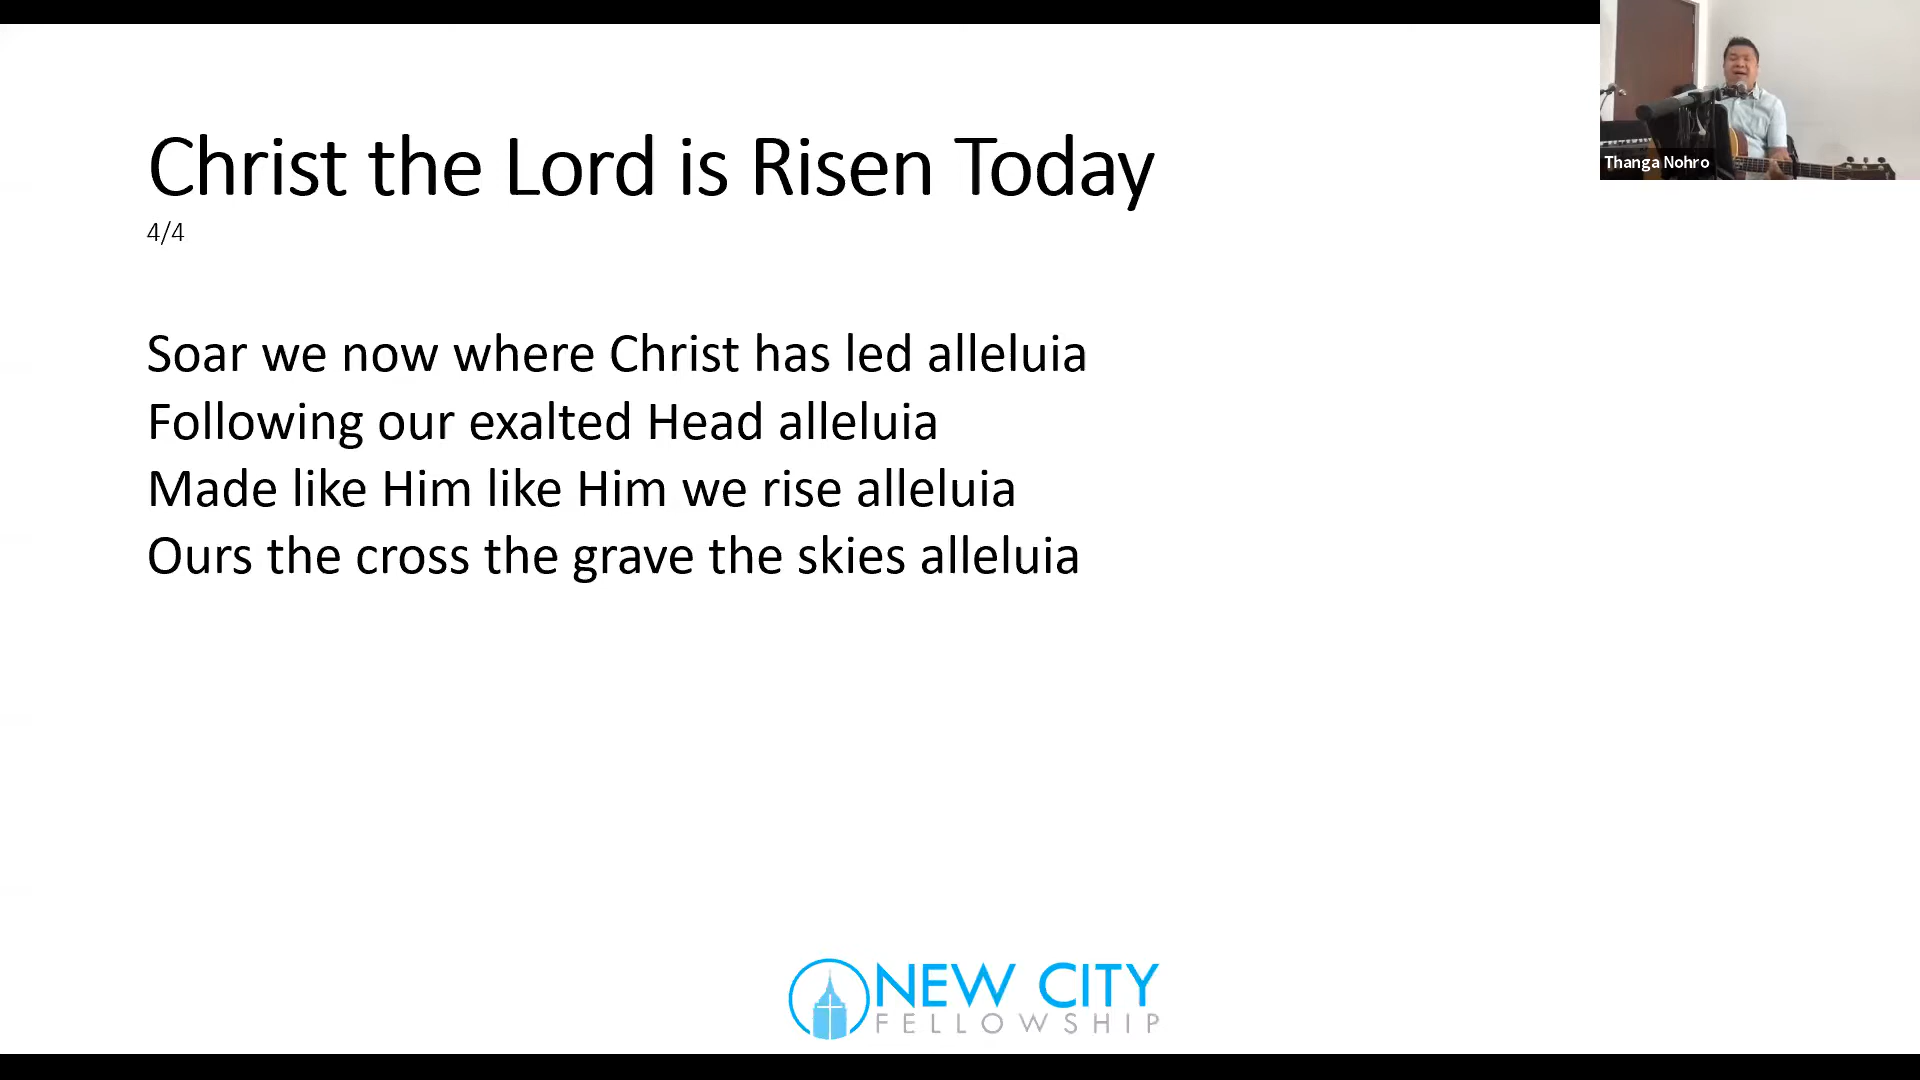 Christ the Lord is Risen Today
4/4
Soar we now where Christ has led alleluia
Following our exalted Head alleluia
Made like Him like Him we rise alleluia
Ours the cross the grave the skies alleluia
Thanga Nohro
NEW CITY
FELLOWSHIP